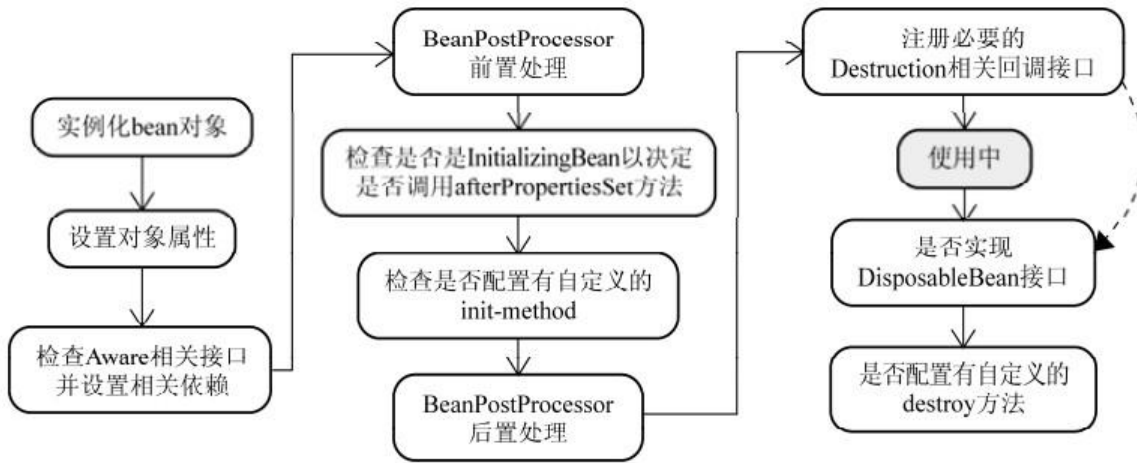 实例化bean对象
设置对象属性
检查Aware相关接口
并设置相关依赖
BeanPostProcessor
前置处理
检查是否是InitializingBean以决定
是否调用afterPropertiesSet方法
检查是否配置有自定义的
init-method
BeanPostProcessor
后置处理
注册必要的
Destruction相关回调接口
使用中
是否实现
DisposableBean接口
是否配置有自定义的
destroy方法